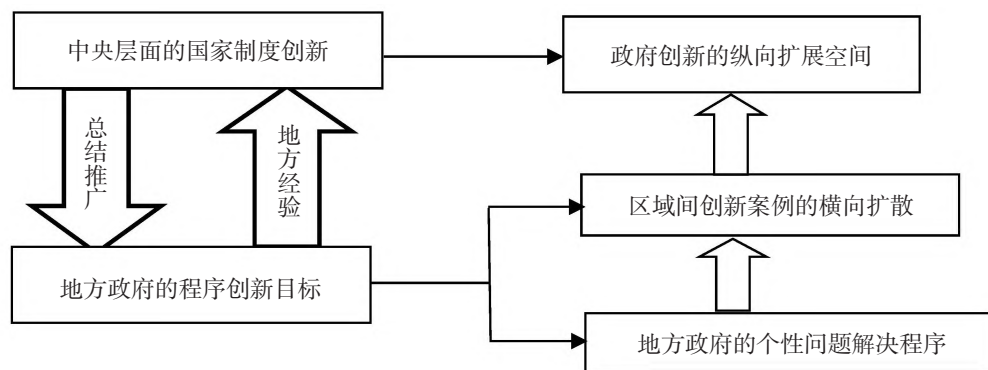 中央层面的国家制度创新
政府创新的纵向扩展空间
总结推广
地方经验
区域间创新案例的横向扩散
地方政府的程序创新目标
地方政府的个性问题解决程序